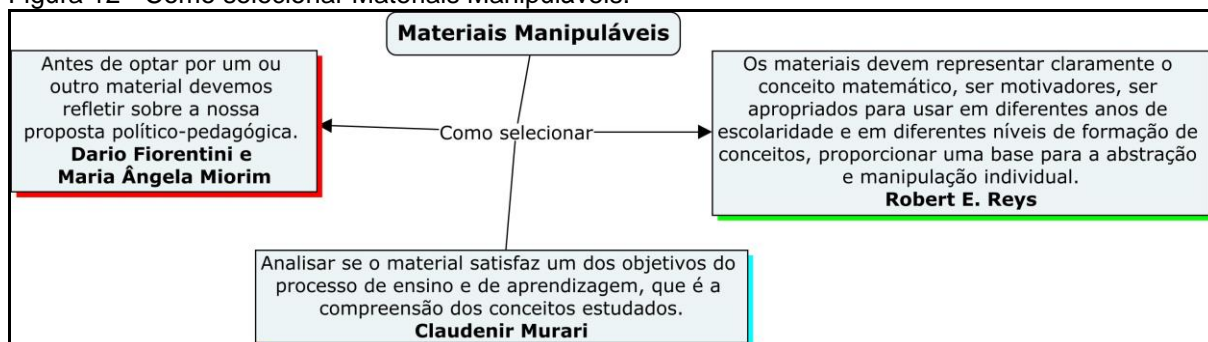 Figura 12 - Como selecionar Materiais Manipuláveis.
Materiais Manipuláveis
Antes de optar por um ou
outro material devemos
refletir sobre a nossa
proposta político-pedagógica.
Dario Fiorentini e
Maria Ângela Miorim
Como selecionar
Os materiais devem representar claramente o
conceito matemático, ser motivadores, ser
apropriados para usar em diferentes anos de
escolaridade e em diferentes níveis de formação de
conceitos, proporcionar uma base para a abstração
e manipulação individual.
Robert E. Reys
Analisar se o material satisfaz um dos objetivos do
processo de ensino e de aprendizagem, que é a
compreensão dos conceitos estudados.
Claudenir Murari